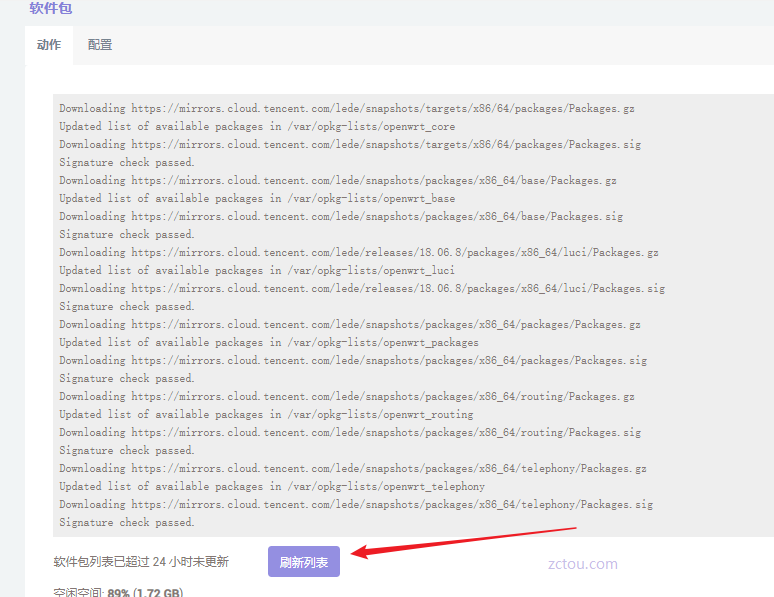 软件包
动作 配置
Downloading https://mirrors.cloud.tencent.com/lede/snapshots/targets/x86/64/packages/Packages.gz
Updated list of available packages in /var/opkg-lists/openwrt_core
Downloading https://mirrors.cloud.tencent.com/lede/snapshots/targets/x86/64/packages/Packages.sig
Signature check passed.
Downloading https://mirrors.cloud.tencent.com/lede/snapshots/packages/x86_64/base/Packages.gz
Updated list of available packages in /var/opkg-lists/openwrt_base
Downloading https://mirrors.cloud.tencent.com/lede/snapshots/packages/x86_64/base/Packages.sig
Signature check passed.
Downloading https://mirrors.cloud.tencent.com/lede/releases/18.06.8/packages/x86_64/luci/Packages.gz
Updated list of available packages in /var/opkg-lists/openwrt_luci
Downloading https://mirrors.cloud.tencent.com/lede/releases/18.06.8/packages/x86_64/luci/Packages.sig
Signature check passed.
Downloading https://mirrors.cloud.tencent.com/lede/snapshots/packages/x86_64/packages/Packages.gz
Updated list of available packages in /var/opkg-lists/openwrt_packages
Downloading https://mirrors.cloud.tencent.com/lede/snapshots/packages/x86_64/packages/Packages.sig
Signature check passed.
Downloading https://mirrors.cloud.tencent.com/lede/snapshots/packages/x86_64/routing/Packages.gz
Updated list of available packages in /var/opkg-lists/openwrt_routing
Downloading https://mirrors.cloud.tencent.com/lede/snapshots/packages/x86_64/routing/Packages.sig
Signature check passed.
Downloading https://mirrors.cloud.tencent.com/lede/snapshots/packages/x86_64/telephony/Packages.gz
Updated list of available packages in /var/opkg-lists/openwrt_telephony
Downloading https://mirrors.cloud.tencent.com/lede/snapshots/packages/x86_64/telephony/Packages.sig
Signature check passed.
软件包列表已超过 24 小时未更新 刷新列表
zctou.com
空闲空间: 89% (1.72 GB)